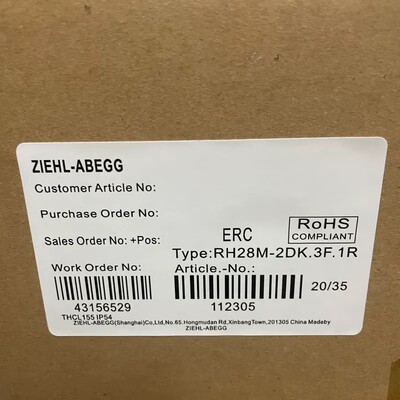 ZIEHL-ABEGG
Customer Article No:
Purchase Order No:
Sales Order No: +Pos:
ERC
RoHS
COMPLIANT
Type:RH28M-2DK.3F.1R
Work Order No:
Article.-No.:
20/35
43156529
112305
THCL155 IP54
ZIEHL-ABEGG(Shanghai)Co,Ltd,No.65,Hongmudan Rd,XinbangTown,201305 China Madeby
ZIEHL-ABEGG